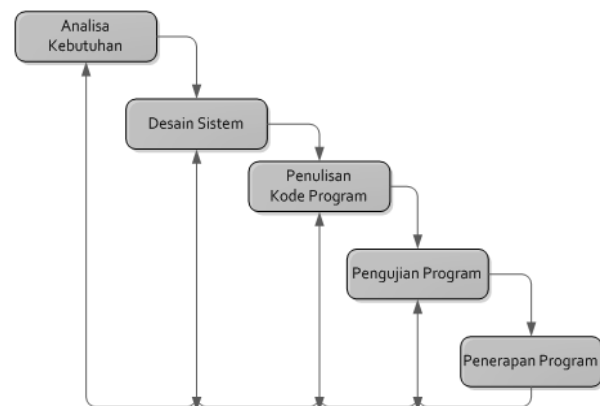 Analisa
Kebutuhan
Desain Sistem
Penulisan
Kode Program
Pengujian Program
Penerapan Program